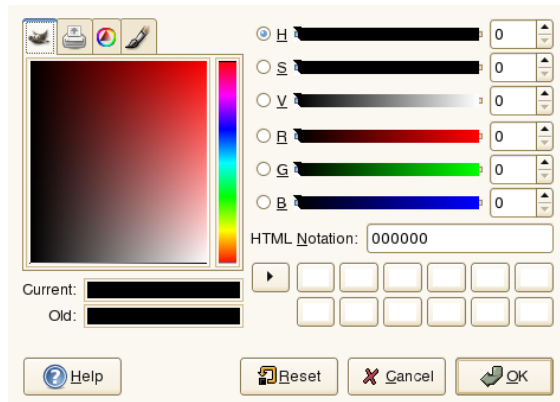 H 0
S 0
V 0
R 0
G 0
B 0
HTML Notation: 000000
Current:
Old:
Help Reset Cancel OK